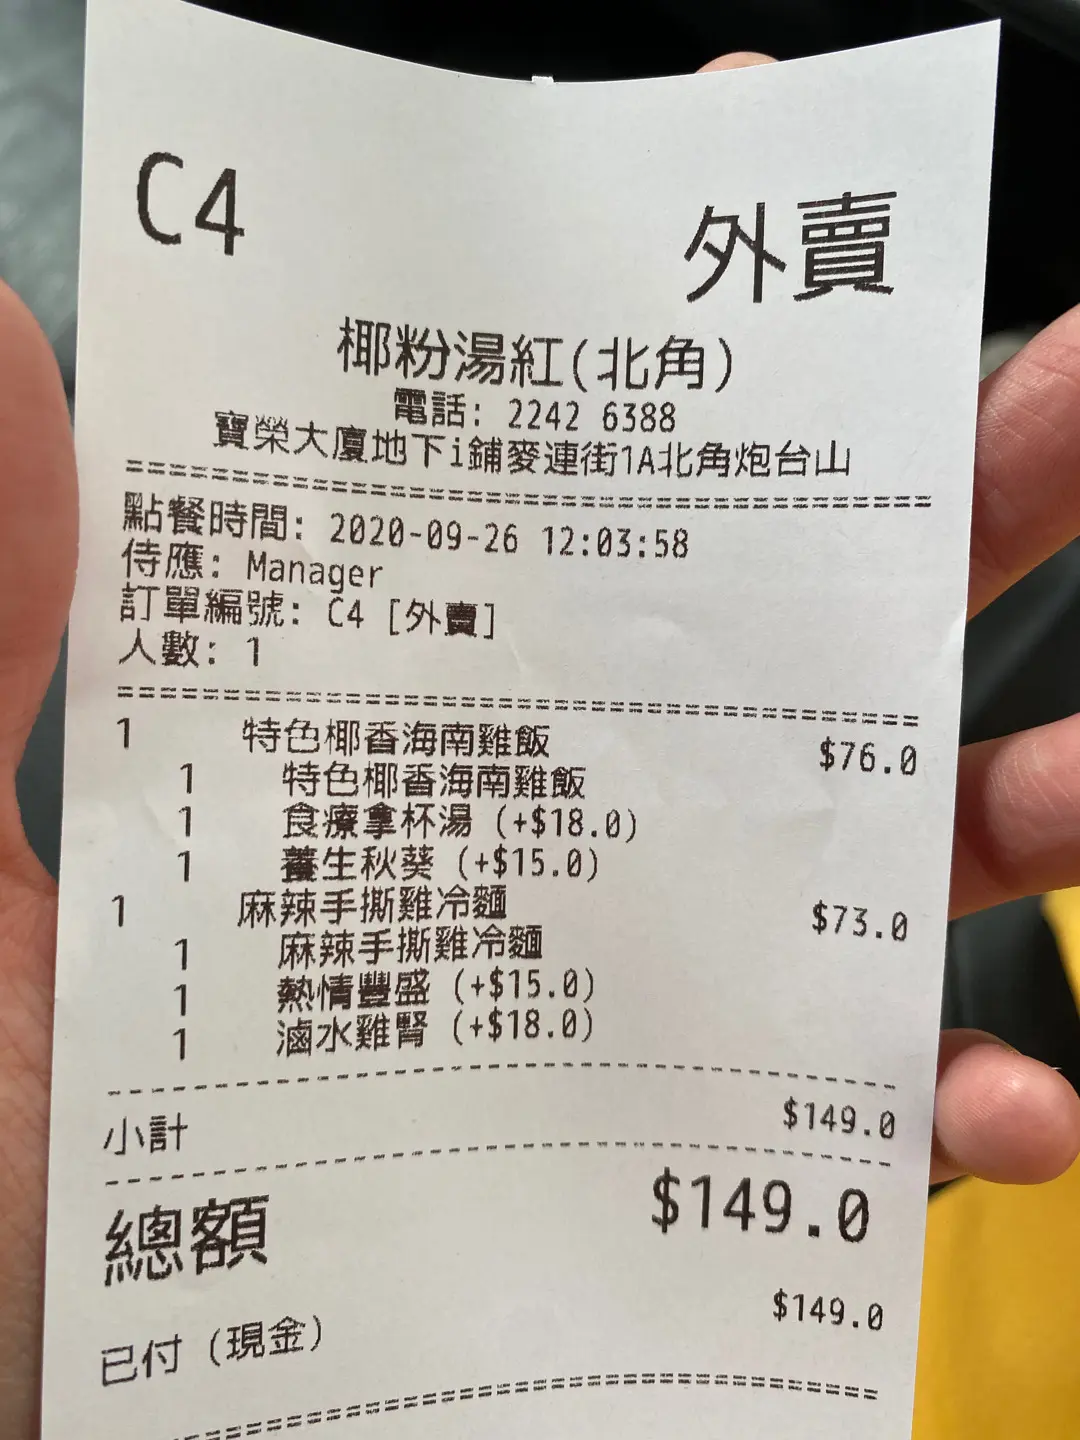 C4 外賣
椰粉湯紅(北角)
電話: 2242 6388
寶榮大廈地下i鋪麥連街1A北角炮台山
================================
點餐時間: 2020-09-26 12:03:58
侍應: Manager
訂單編號: C4 [外賣]
人數: 1
================================
1 特色椰香海南雞飯 $76.0
1 特色椰香海南雞飯
1 食療拿杯湯 (+$18.0)
1 養生秋葵 (+$15.0)
1 麻辣手撕雞冷麵 $73.0
1 麻辣手撕雞冷麵
1 熱情豐盛 (+$15.0)
1 滷水雞腎 (+$18.0)
小計 $149.0
總額 $149.0
已付 (現金) $149.0